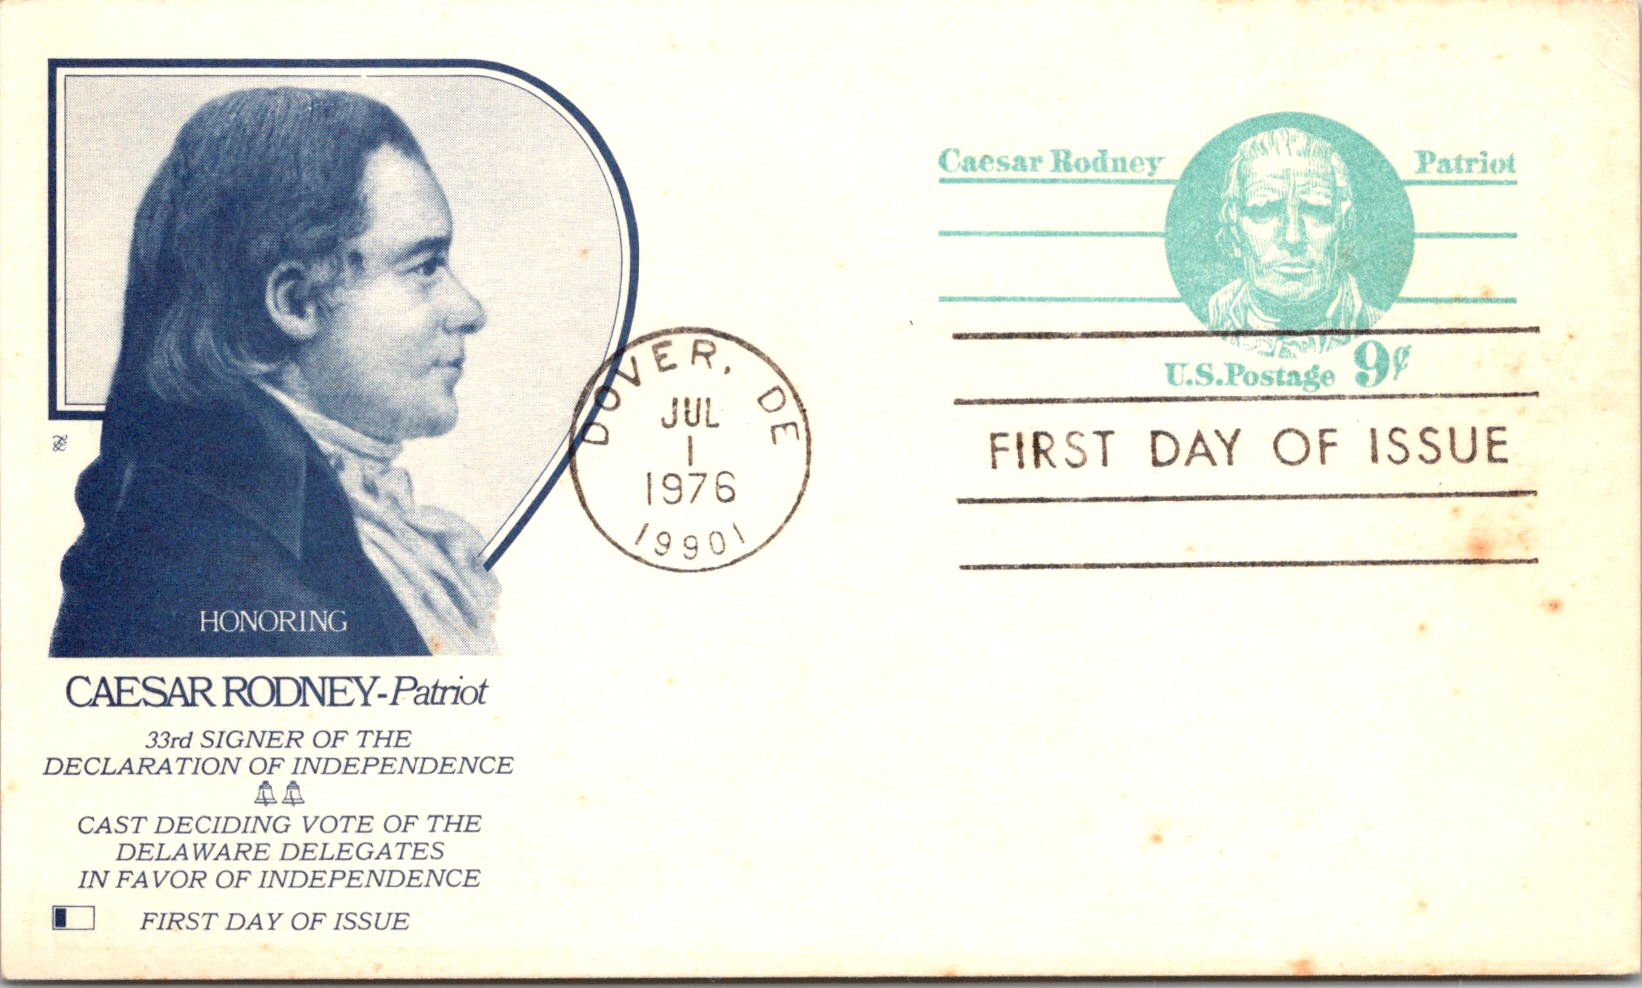 Caesar Rodney Patriot
U.S.Postage 9¢
DOVER, DE
JUL
1
1976
19901
FIRST DAY OF ISSUE
HONORING
CAESAR RODNEY-Patriot
33rd SIGNER OF THE
DECLARATION OF INDEPENDENCE
CAST DECIDING VOTE OF THE
DELAWARE DELEGATES
IN FAVOR OF INDEPENDENCE
FIRST DAY OF ISSUE